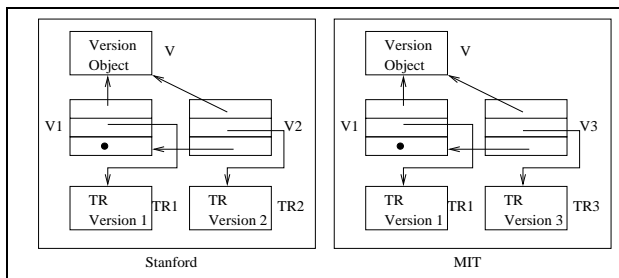 Version
Object
V
V1
V2
TR
Version 1
TR1
TR
Version 2
TR2
Stanford
Version
Object
V
V1
V3
TR
Version 1
TR1
TR
Version 3
TR3
MIT